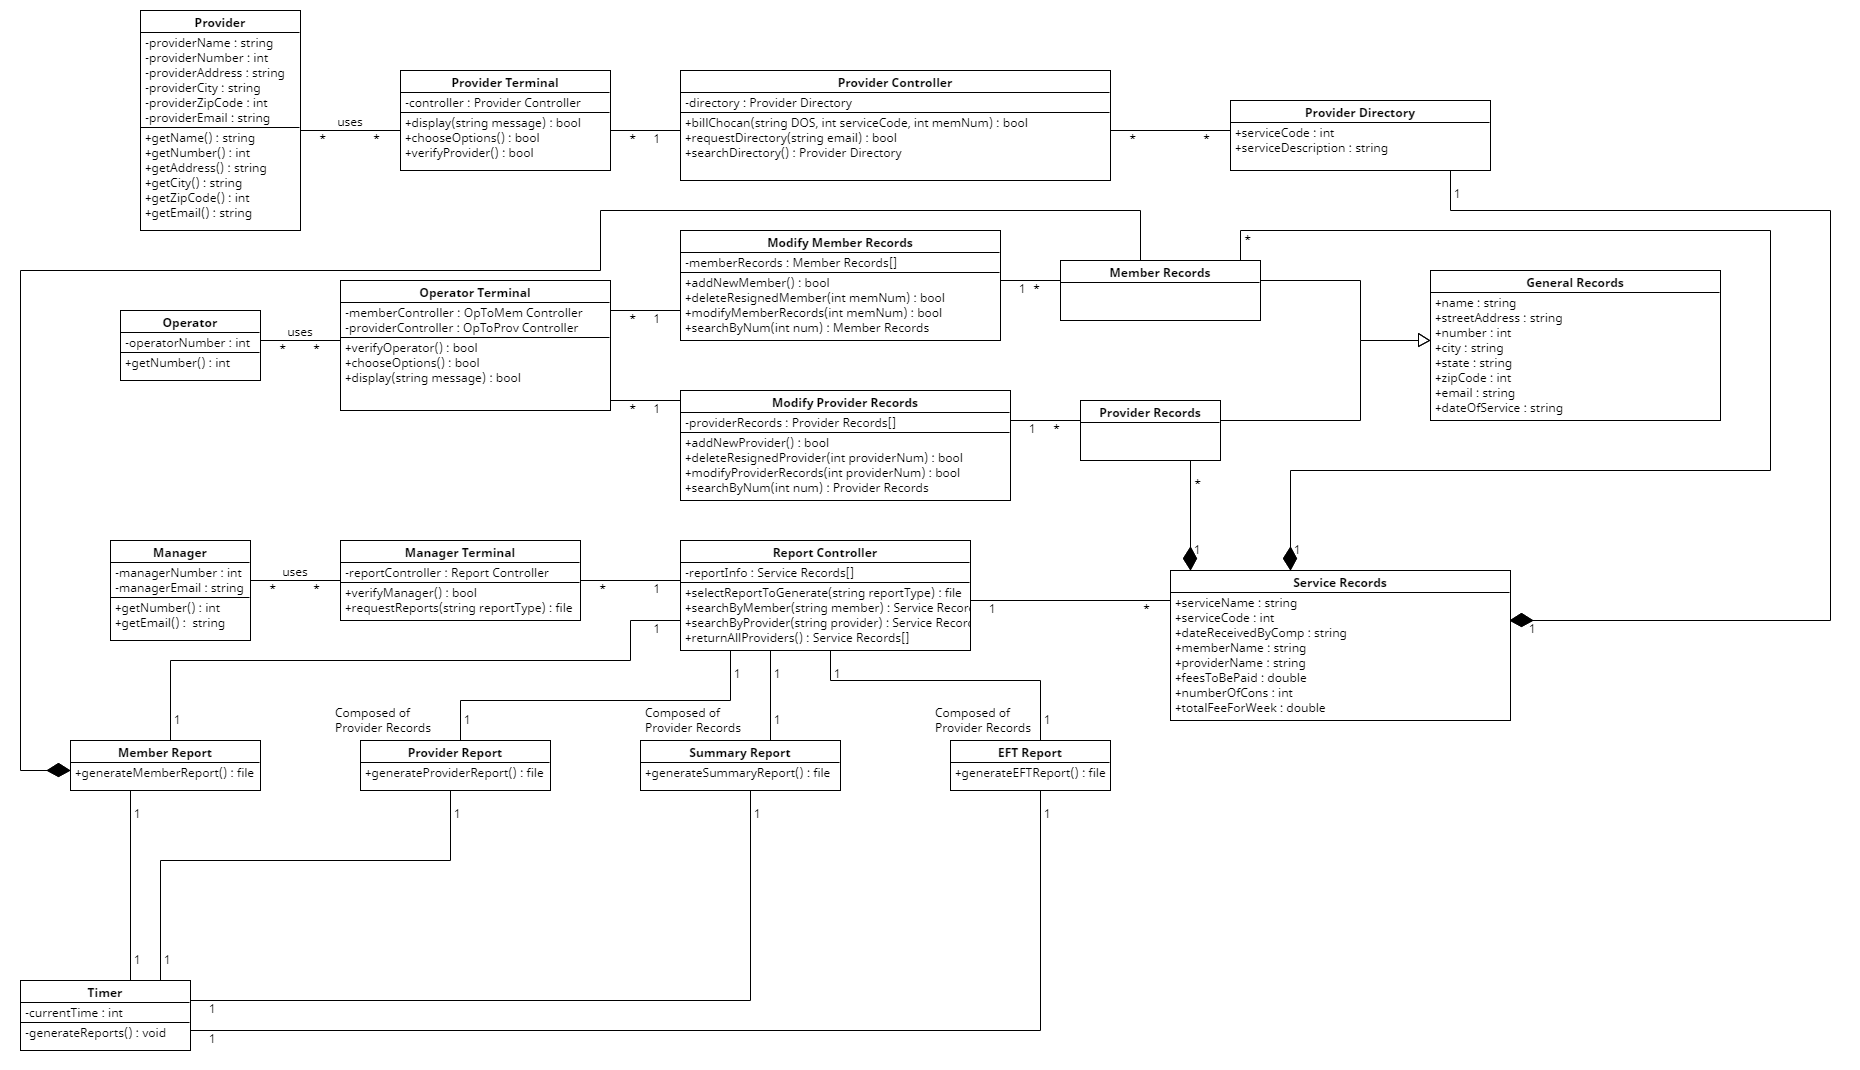 Provider
-providerName : string
-providerNumber : int
-providerAddress : string
-providerCity : string
-providerZipCode : int
-providerEmail : string
+getName() : string
+getNumber() : int
+getAddress() : string
+getCity() : string
+getZipCode() : int
+getEmail() : string
uses
*
*
Provider Terminal
-controller : Provider Controller
+display(string message) : bool
+chooseOptions() : bool
+verifyProvider() : bool
*
1
Provider Controller
-directory : Provider Directory
+billChocan(string DOS, int serviceCode, int memNum) : bool
+requestDirectory(string email) : bool
+searchDirectory() : Provider Directory
*
*
Provider Directory
+serviceCode : int
+serviceDescription : string
1
Operator
-operatorNumber : int
+getNumber() : int
uses
*
*
Operator Terminal
-memberController : OpToMem Controller
-providerController : OpToProv Controller
+verifyOperator() : bool
+chooseOptions() : bool
+display(string message) : bool
*
1
*
1
Modify Member Records
-memberRecords : Member Records[]
+addNewMember() : bool
+deleteResignedMember(int memNum) : bool
+modifyMemberRecords(int memNum) : bool
+searchByNum(int num) : Member Records
1
*
Member Records
*
General Records
+name : string
+streetAddress : string
+number : int
+city : string
+state : string
+zipCode : int
+email : string
+dateOfService : string
Modify Provider Records
-providerRecords : Provider Records[]
+addNewProvider() : bool
+deleteResignedProvider(int providerNum) : bool
+modifyProviderRecords(int providerNum) : bool
+searchByNum(int num) : Provider Records
1
*
Provider Records
*
1
1
Manager
-managerNumber : int
-managerEmail : string
+getNumber() : int
+getEmail() : string
uses
*
*
Manager Terminal
-reportController : Report Controller
+verifyManager() : bool
+requestReports(string reportType) : file
*
1
1
Report Controller
-reportInfo : Service Records[]
+selectReportToGenerate(string reportType) : file
+searchByMember(string member) : Service Recor
+searchByProvider(string provider) : Service Recor
+returnAllProviders() : Service Records[]
1
*
Service Records
+serviceName : string
+serviceCode : int
+dateReceivedByComp : string
+memberName : string
+providerName : string
+feesToBePaid : double
+numberOfCons : int
+totalFeeForWeek : double
1
1
1
1
1
Composed of
Provider Records
1
Composed of
Provider Records
1
Composed of
Provider Records
1
Member Report
+generateMemberReport() : file
Provider Report
+generateProviderReport() : file
Summary Report
+generateSummaryReport() : file
EFT Report
+generateEFTReport() : file
1
1
1
1
1
1
Timer
-currentTime : int
-generateReports() : void
1
1